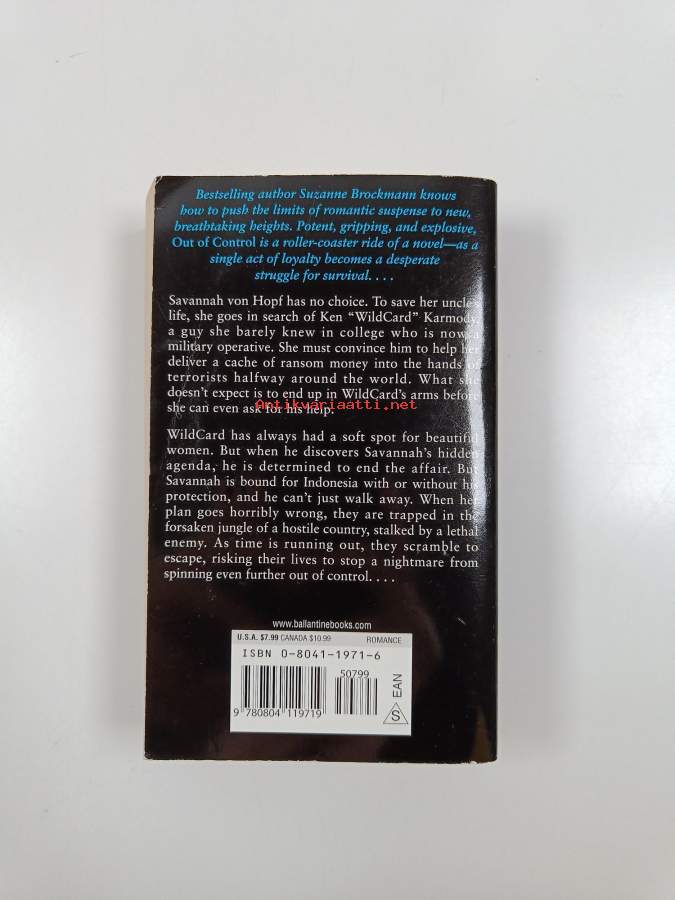 Bestselling author Suzanne Brockmann knows
how to push the limits of romantic suspense to new,
breathtaking heights. Potent, gripping, and explosive,
Out of Control is a roller-coaster ride of a novel—as a
single act of loyalty becomes a desperate
struggle for survival. . . .
Savannah von Hopf has no choice. To save her uncle's
life, she goes in search of Ken “WildCard” Karmody,
a guy she barely knew in college who is now a
military operative. She must convince him to help her
deliver a cache of ransom money into the hands of
terrorists halfway around the world. What she
doesn't expect is to end up in WildCard's arms before
she can even ask for his help.
Antikvariaatti.net
WildCard has always had a soft spot for beautiful
women. But when he discovers Savannah's hidden
agenda, he is determined to end the affair. But
Savannah is bound for Indonesia with or without his
protection, and he can't just walk away. When her
plan goes horribly wrong, they are trapped in the
forsaken jungle of a hostile country, stalked by a lethal
enemy. As time is running out, they scramble to
escape, risking their lives to stop a nightmare from
spinning even further out of control. . . .
www.ballantinebooks.com
U.S.A. $7.99 CANADA $10.99 ROMANCE
ISBN 0-8041-1971-6
50799
9 780804 119719
S EAN